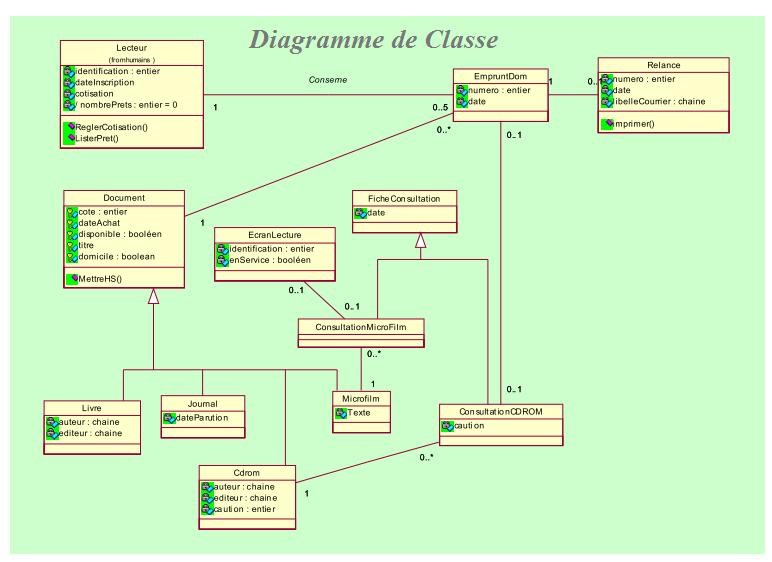 Diagramme de Classe
Lecteur
(fromhumains )
identification : entier
dateInscription
cotisation
/ nombrePrets : entier = 0
ReglerCotisation()
ListerPret()
Conserne
1
0..5
EmpruntDom
numero : entier
date
1
0..1
Relance
numero : entier
date
libelleCourrier : chaine
imprimer()
0..*
0..1
Document
cote : entier
dateAchat
disponible : booléen
titre
domicile : boolean
MettreHS()
1
FicheConsultation
date
EcranLecture
identification : entier
enService : booléen
0..1
0..1
ConsultationMicroFilm
0..*
1
Livre
auteur : chaine
editeur : chaine
Journal
dateParution
Microfilm
Texte
0..1
ConsultationCDROM
caution
0..*
1
Cdrom
auteur : chaine
editeur : chaine
caution : entier